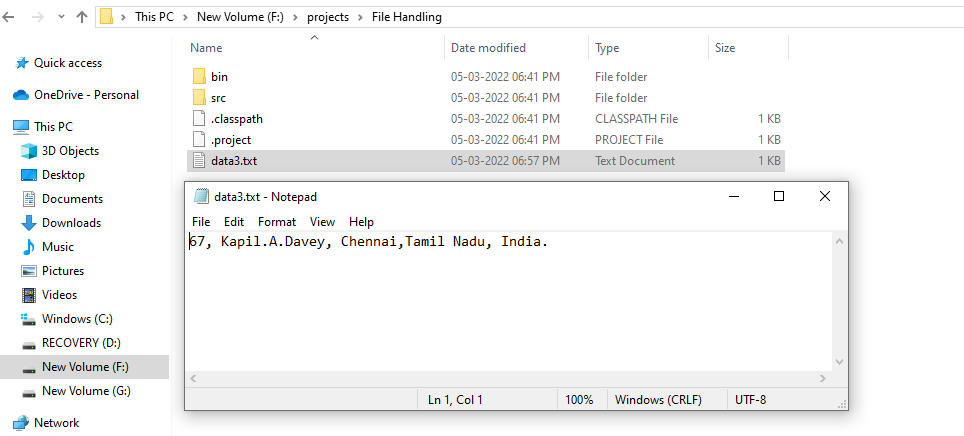 This PC > New Volume (F:) > projects > File Handling
Name Date modified Type Size
Quick access
OneDrive - Personal
This PC
3D Objects
Desktop
Documents
Downloads
Music
Pictures
Videos
Windows (C:)
RECOVERY (D:)
New Volume (F:)
New Volume (G:)
Network
bin 05-03-2022 06:41 PM File folder
src 05-03-2022 06:41 PM File folder
.classpath 05-03-2022 06:41 PM CLASSPATH File 1 KB
.project 05-03-2022 06:41 PM PROJECT File 1 KB
data3.txt 05-03-2022 06:57 PM Text Document 1 KB
data3.txt - Notepad
File Edit Format View Help
67, Kapil.A.Davey, Chennai,Tamil Nadu, India.
Ln 1, Col 1 100% Windows (CRLF) UTF-8